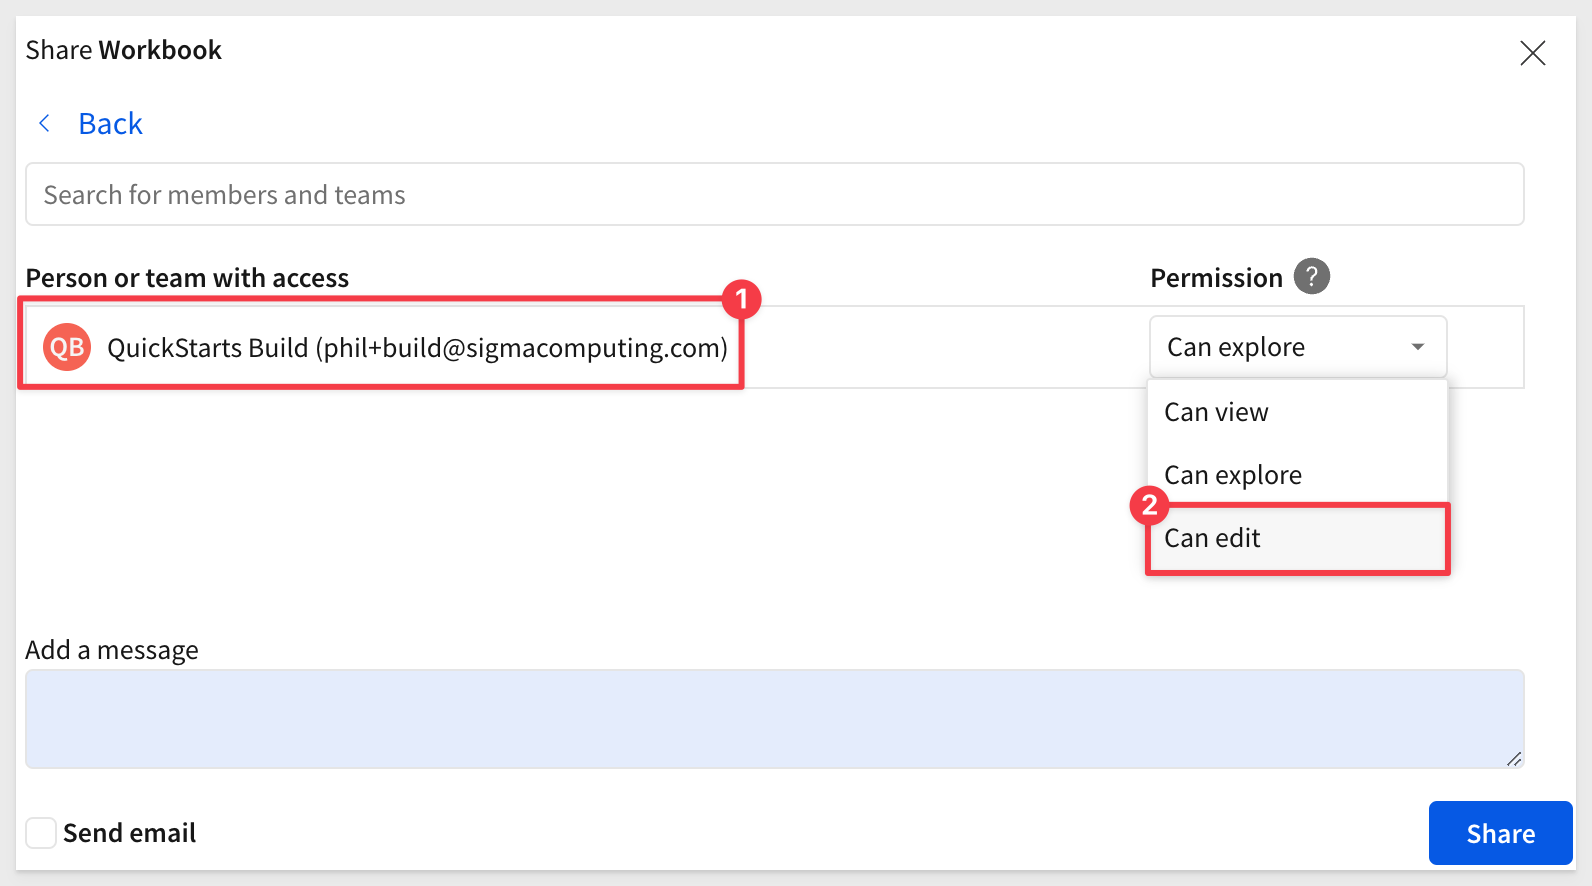 Share Workbook
Back
Search for members and teams
Person or team with access
Permission ?
1
QB QuickStarts Build (phil+build@sigmacomputing.com)
Can explore
Can view
Can explore
2
Can edit
Add a message
Send email
Share